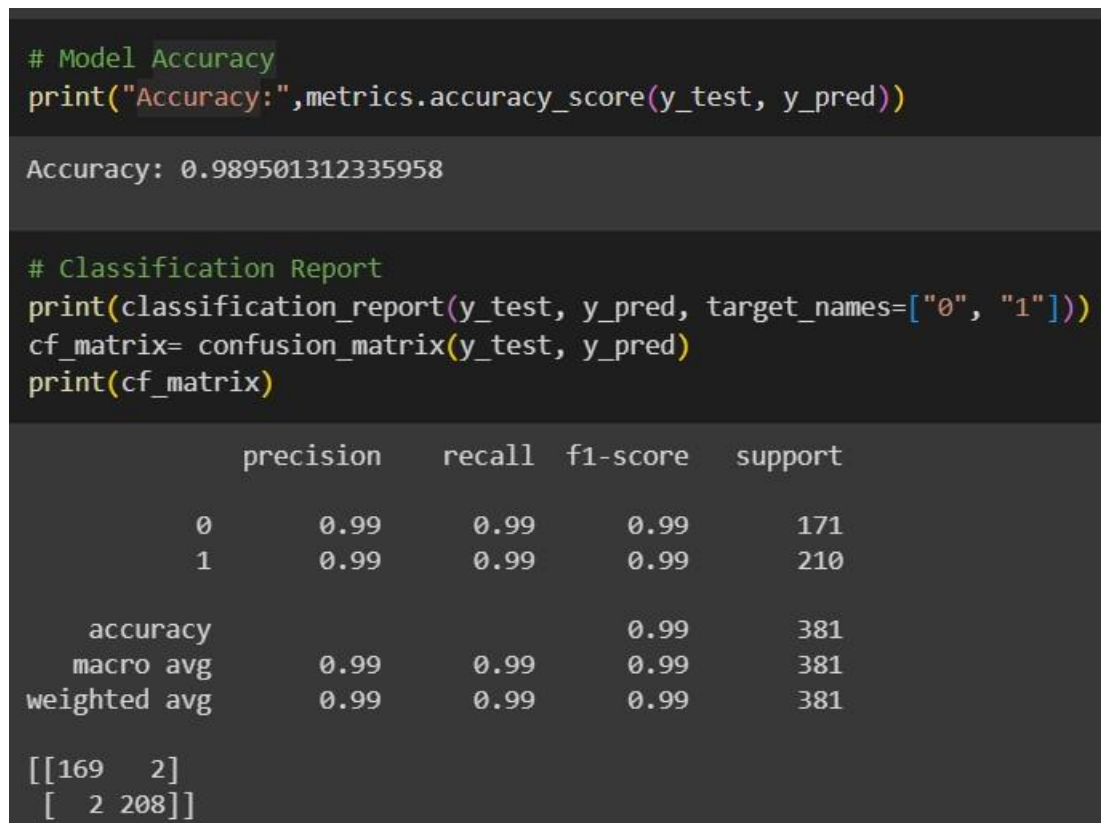 # Model Accuracy
print("Accuracy:",metrics.accuracy_score(y_test, y_pred))
Accuracy: 0.989501312335958
# Classification Report
print(classification_report(y_test, y_pred, target_names=["0", "1"]))
cf_matrix= confusion_matrix(y_test, y_pred)
print(cf_matrix)
precision recall f1-score support
0 0.99 0.99 0.99 171
1 0.99 0.99 0.99 210
accuracy 0.99 381
macro avg 0.99 0.99 0.99 381
weighted avg 0.99 0.99 0.99 381
[[169 2]
[ 2 208]]